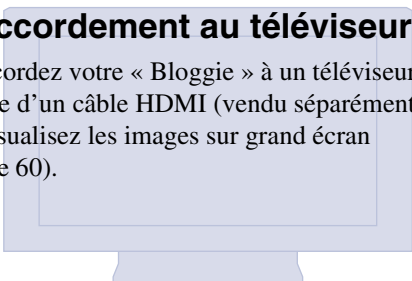 ccordement au téléviseur
cordez votre « Bloggie » à un téléviseur
e d’un câble HDMI (vendu séparément
sualisez les images sur grand écran
e 60).